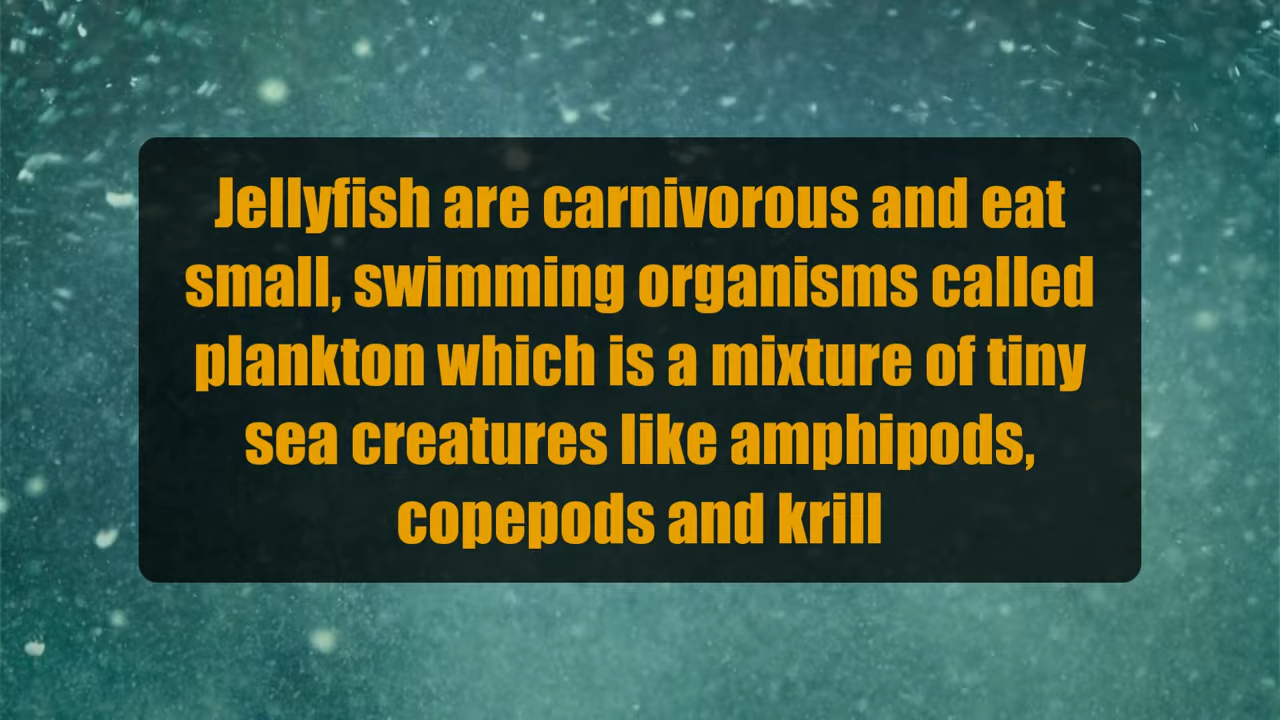 Jellyfish are carnivorous and eat
small, swimming organisms called
plankton which is a mixture of tiny
sea creatures like amphipods,
copepods and krill